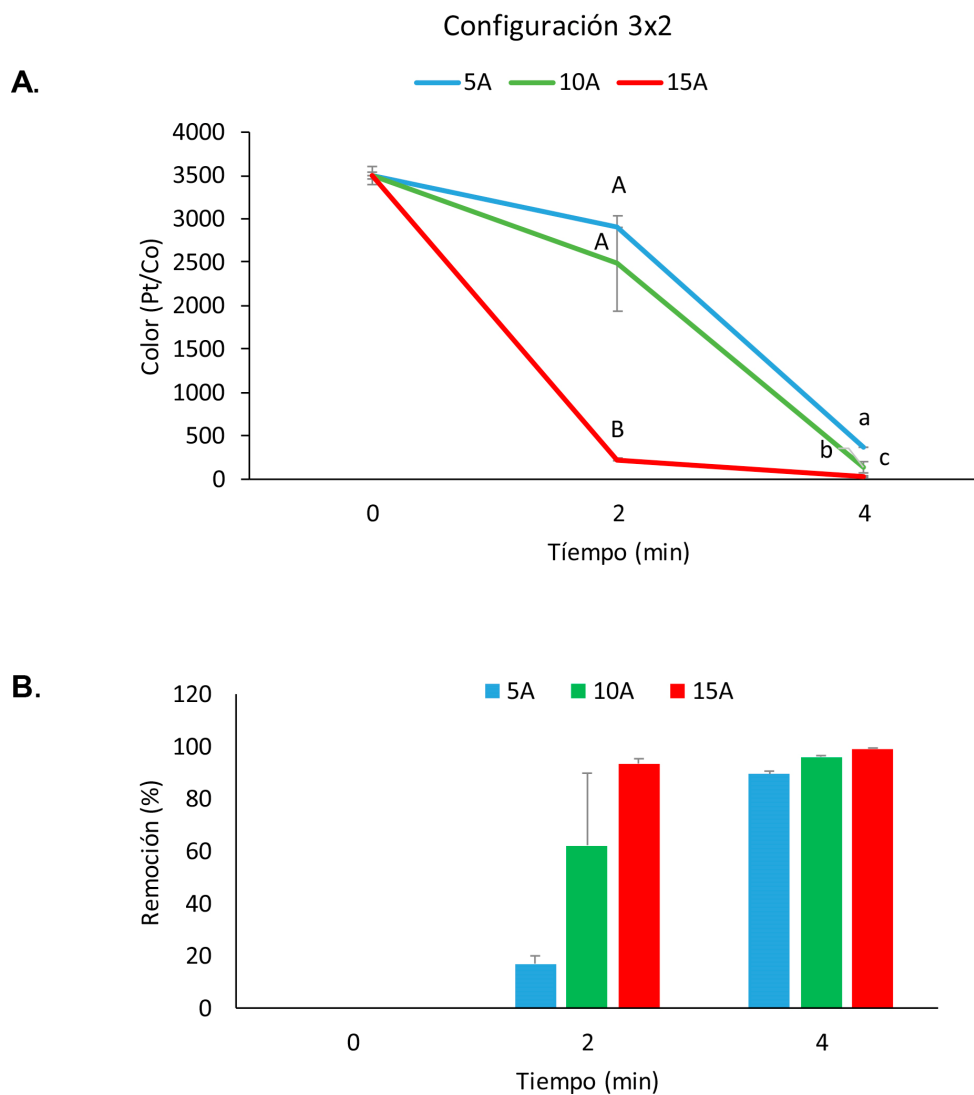 Configuración 3x2
A.
5A 10A 15A
4000
3500
3000
2500
2000
1500
1000
500
0
Color (Pt/Co)
A
A
B
a
b
c
0 2 4
Tíempo (min)
B.
5A 10A 15A
120
100
80
60
40
20
0
Remoción (%)
0 2 4
Tiempo (min)